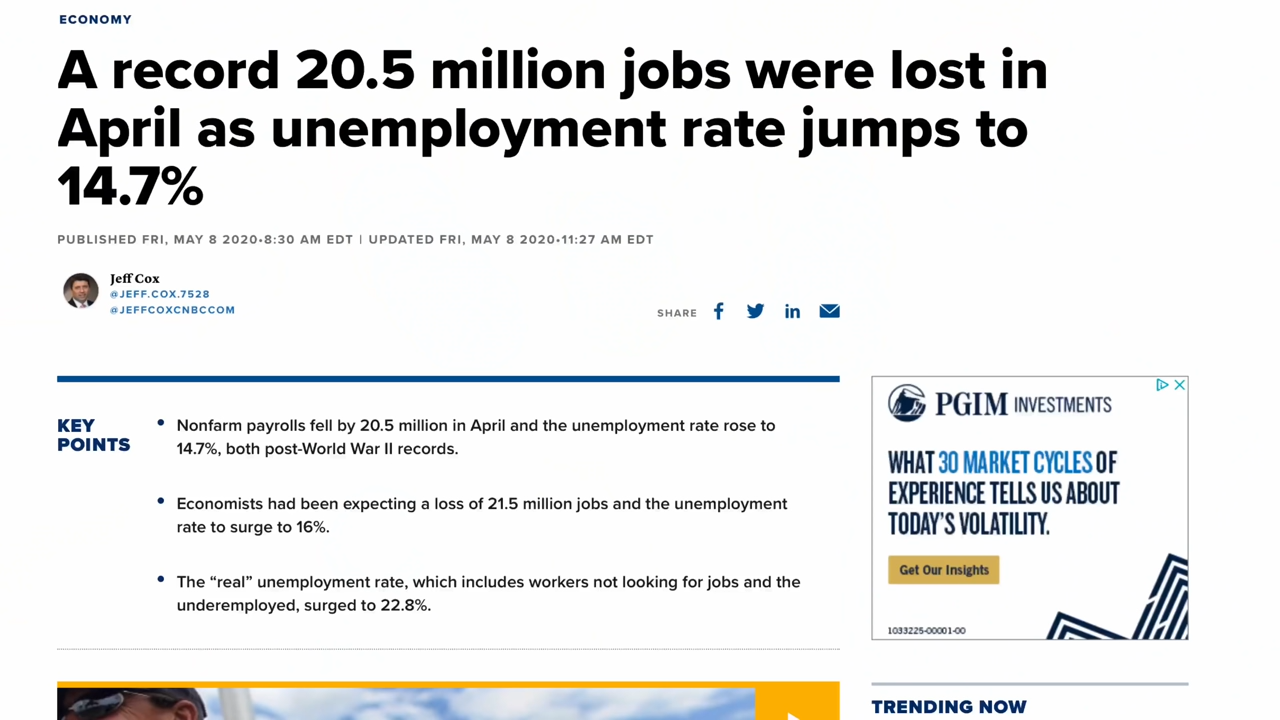 ECONOMY
A record 20.5 million jobs were lost in
April as unemployment rate jumps to
14.7%
PUBLISHED FRI, MAY 8 2020•8:30 AM EDT | UPDATED FRI, MAY 8 2020•11:27 AM EDT
Jeff Cox
@JEFF.COX.7528
@JEFFCOXCNBCCOM
SHARE
KEY
POINTS
• Nonfarm payrolls fell by 20.5 million in April and the unemployment rate rose to
14.7%, both post-World War II records.
• Economists had been expecting a loss of 21.5 million jobs and the unemployment
rate to surge to 16%.
• The “real” unemployment rate, which includes workers not looking for jobs and the
underemployed, surged to 22.8%.
PGIM INVESTMENTS
WHAT 30 MARKET CYCLES OF
EXPERIENCE TELLS US ABOUT
TODAY'S VOLATILITY.
Get Our Insights
1033225-00001-00
TRENDING NOW